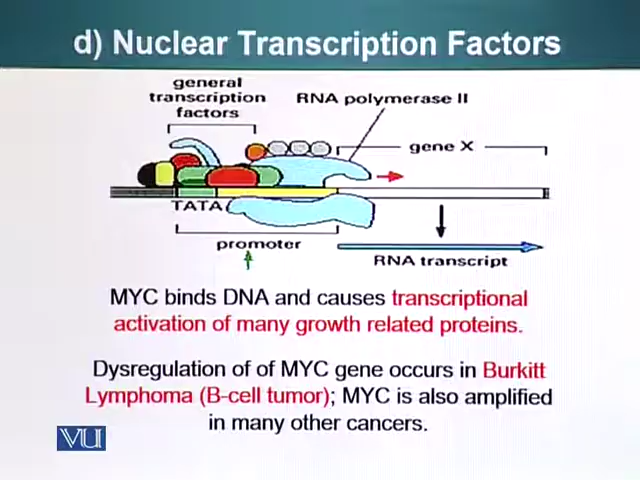 d) Nuclear Transcription Factors
general
transcription
factors
RNA polymerase II
gene X
TATA
promoter
RNA transcript
MYC binds DNA and causes transcriptional
activation of many growth related proteins.
Dysregulation of of MYC gene occurs in Burkitt
Lymphoma (B-cell tumor); MYC is also amplified
in many other cancers.
VU